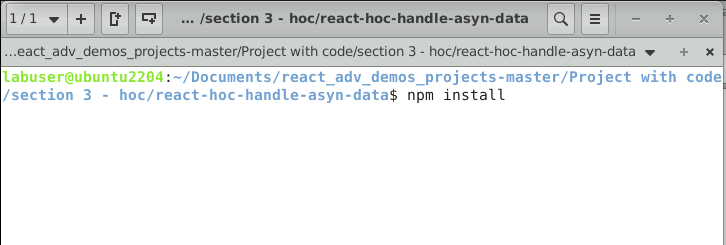 1 / 1
... /section 3 - hoc/react-hoc-handle-asyn-data
...eact_adv_demos_projects-master/Project with code/section 3 - hoc/react-hoc-handle-asyn-data
labuser@ubuntu2204:~/Documents/react_adv_demos_projects-master/Project with code
/section 3 - hoc/react-hoc-handle-asyn-data$ npm install